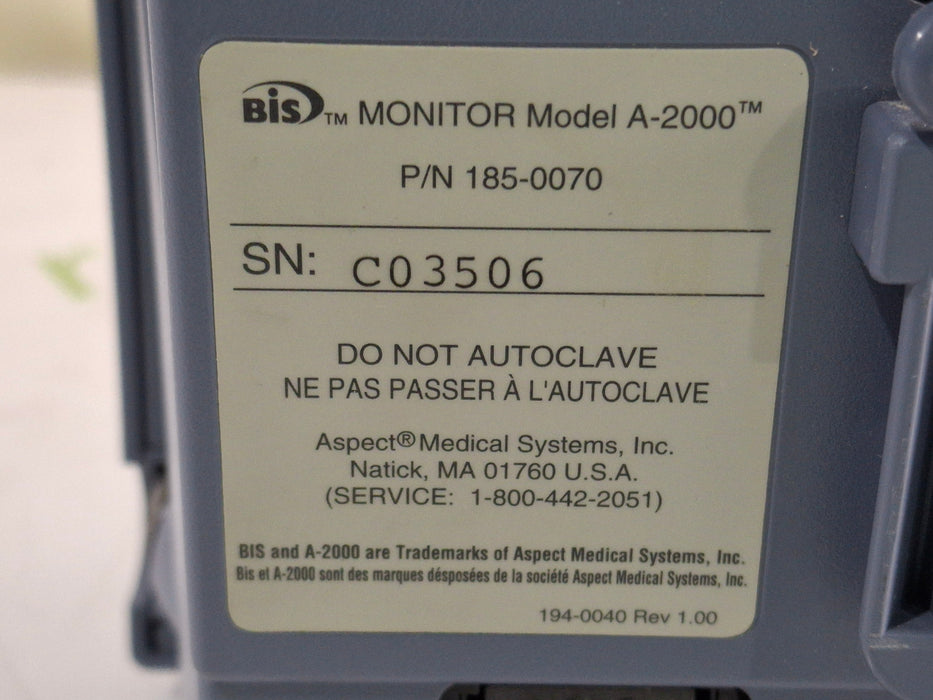 BIS™ MONITOR Model A-2000™
P/N 185-0070
SN: C03506
DO NOT AUTOCLAVE
NE PAS PASSER À L'AUTOCLAVE
Aspect® Medical Systems, Inc.
Natick, MA 01760 U.S.A.
(SERVICE: 1-800-442-2051)
BIS and A-2000 are Trademarks of Aspect Medical Systems, Inc.
Bis et A-2000 sont des marques désposées de la société Aspect Medical Systems, Inc.
194-0040 Rev 1.00